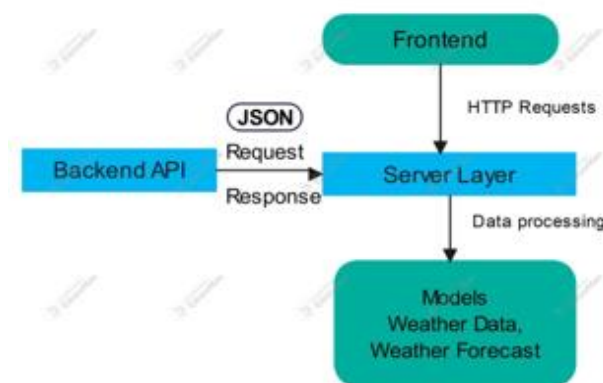 Frontend
HTTP Requests
JSON
Request
Backend API
Server Layer
Response
Data processing
Models
Weather Data,
Weather Forecast